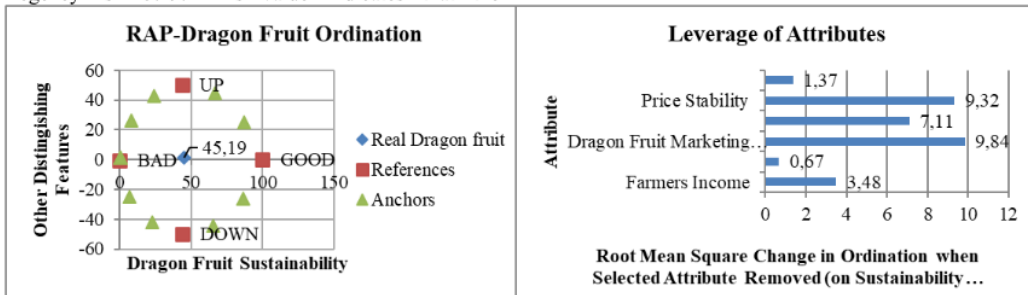 RAP-Dragon Fruit Ordination
Other Distingishing
Features
60
40
20
0
-20
-40
-60
UP
45,19
BAD
GOOD
0
50
100
150
DOWN
Dragon Fruit Sustainability
Real Dragon fruit
References
Anchors
Leverage of Attributes
Attribute
1,37
Price Stability
9,32
7,11
Dragon Fruit Marketing…
9,84
0,67
Farmers Income
3,48
0 2 4 6 8 10 12
Root Mean Square Change in Ordination when
Selected Attribute Removed (on Sustainability…